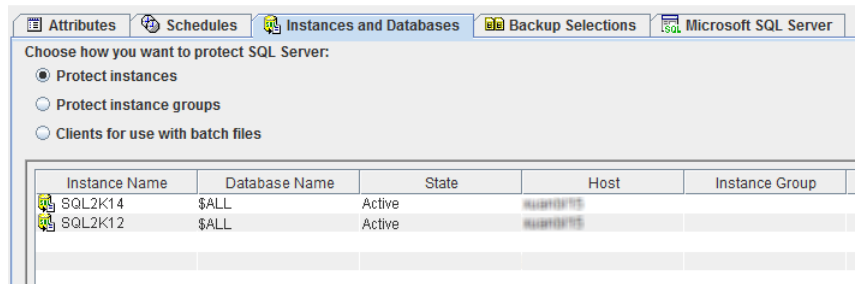 Attributes Schedules Instances and Databases Backup Selections SQL Microsoft SQL Server
Choose how you want to protect SQL Server:
Protect instances
Protect instance groups
Clients for use with batch files
Instance Name Database Name State Host Instance Group
SQL2K14 $ALL Active
SQL2K12 $ALL Active